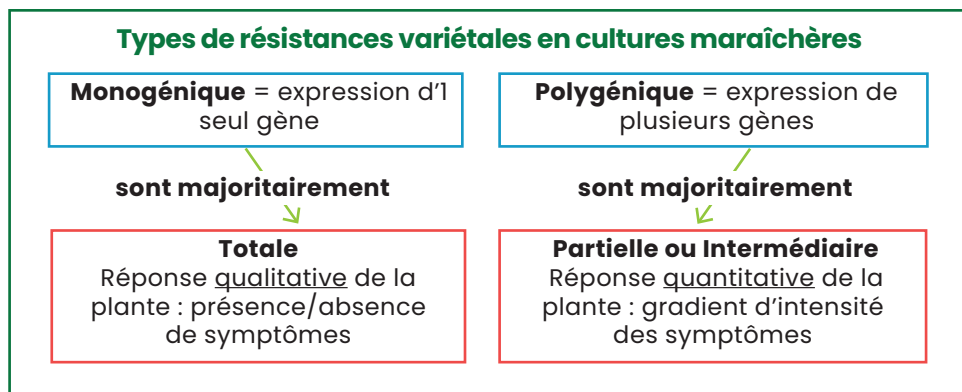 Types de résistances variétales en cultures maraîchères
Monogénique = expression d'1
seul gène
sont majoritairement
Totale
Réponse qualitative de la
plante : présence/absence
de symptômes
Polygénique = expression de
plusieurs gènes
sont majoritairement
Partielle ou Intermédiaire
Réponse quantitative de la
plante : gradient d'intensité
des symptômes